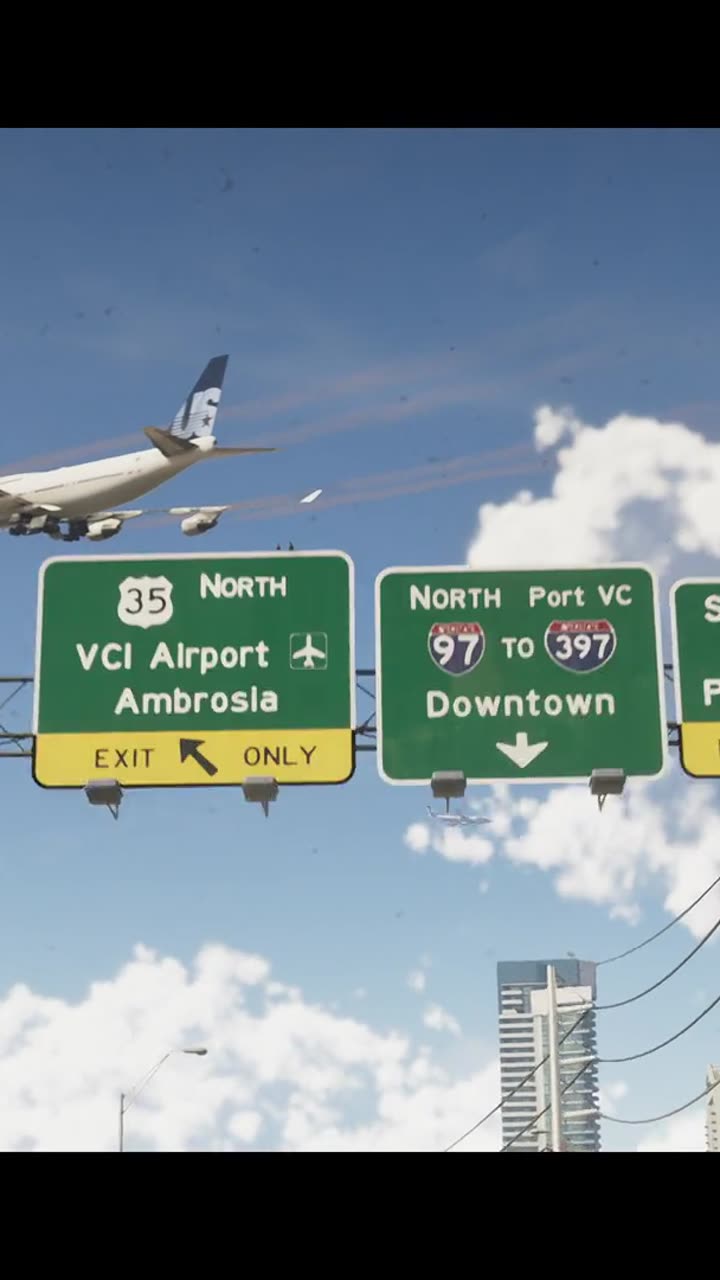 US
35 NORTH
VCI Airport
Ambrosia
EXIT ONLY
NORTH Port VC
97 TO 397
Downtown
S
P